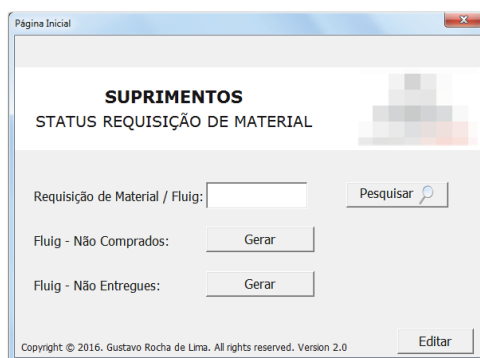 Página Inicial
SUPRIMENTOS
STATUS REQUISIÇÃO DE MATERIAL
Requisição de Material / Fluig:
Pesquisar
Fluig - Não Comprados:
Gerar
Fluig - Não Entregues:
Gerar
Copyright © 2016. Gustavo Rocha de Lima. All rights reserved. Version 2.0
Editar